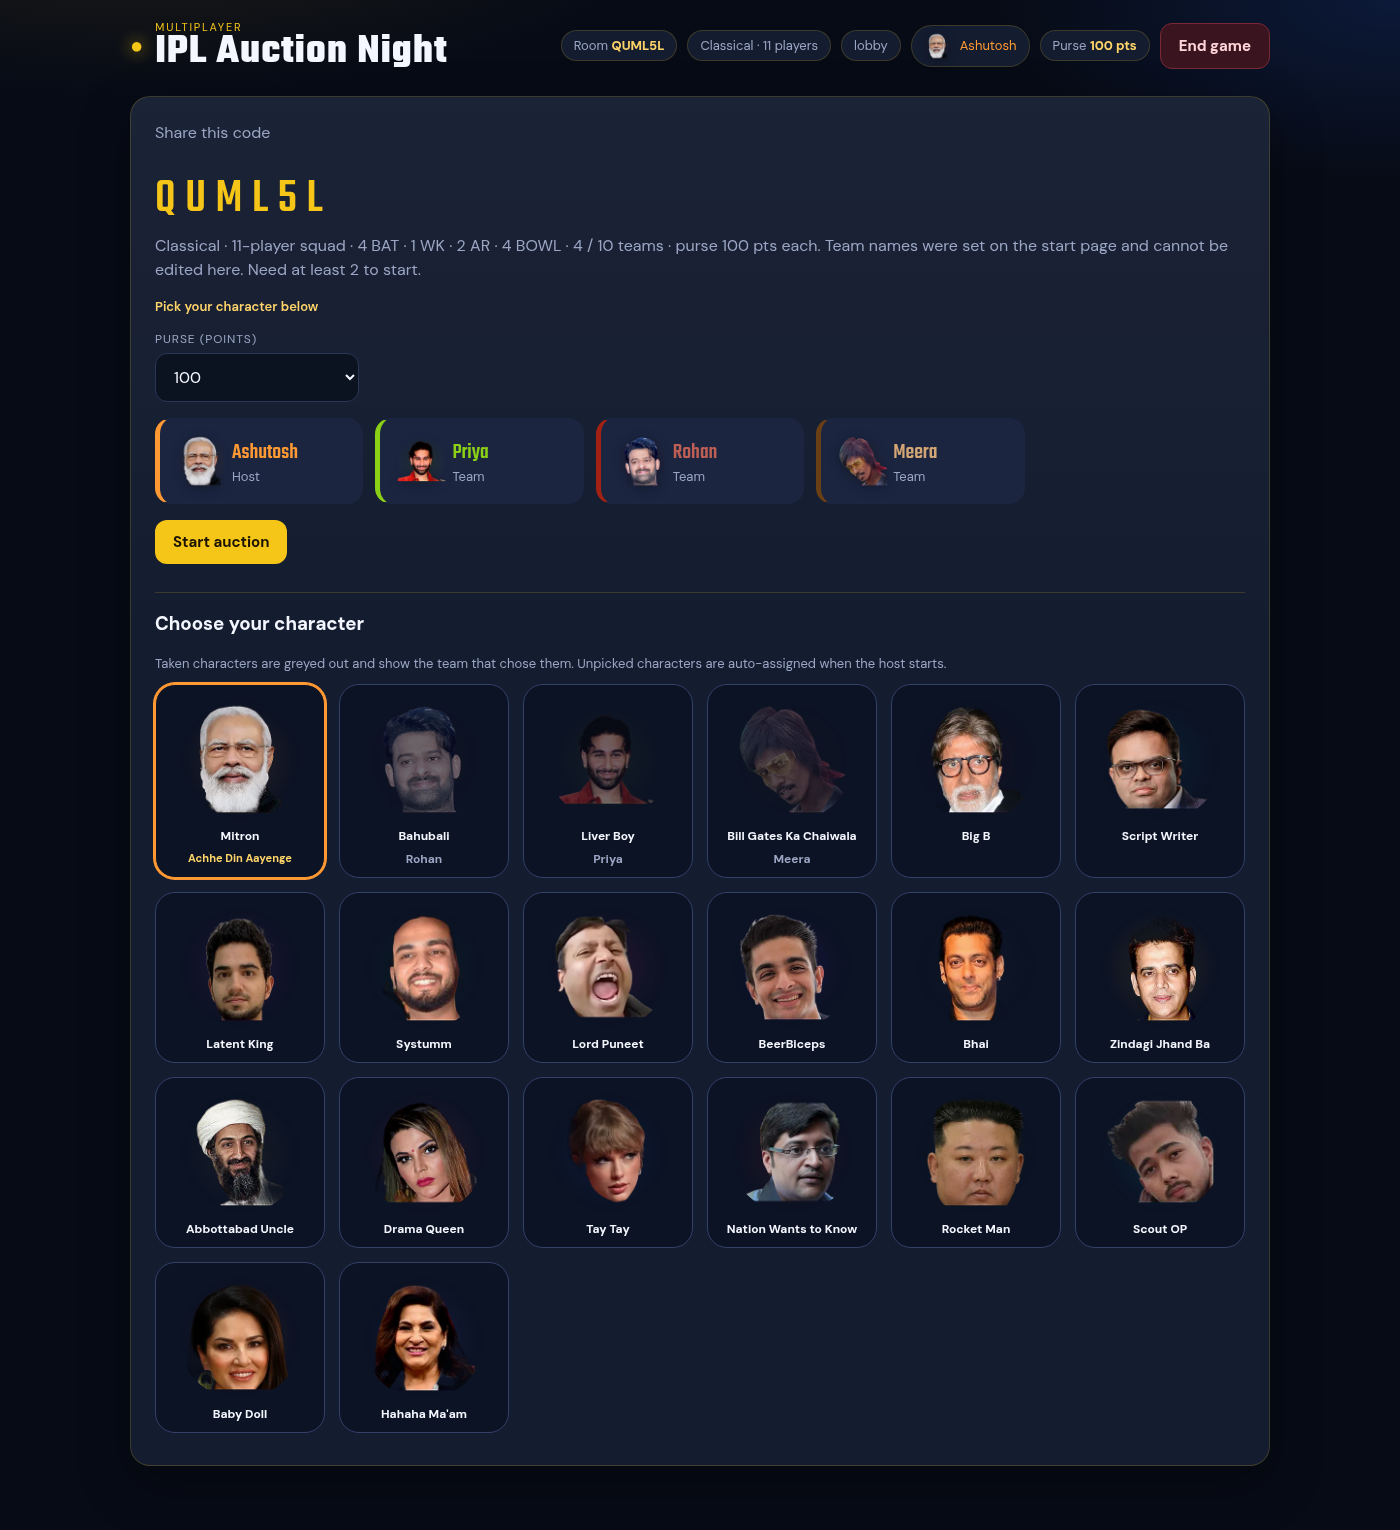 MULTIPLAYER
IPL Auction Night
Room QUML5L
Classical · 11 players
lobby
Ashutosh
Purse 100 pts
End game
Share this code
QUML5L
Classical · 11-player squad · 4 BAT · 1 WK · 2 AR · 4 BOWL · 4 / 10 teams · purse 100 pts each. Team names were set on the start page and cannot be
edited here. Need at least 2 to start.
Pick your character below
PURSE (POINTS)
100
Ashutosh
Host
Priya
Team
Rohan
Team
Meera
Team
Start auction
Choose your character
Taken characters are greyed out and show the team that chose them. Unpicked characters are auto-assigned when the host starts.
Mitron
Achhe Din Aayenge
Bahubali
Rohan
Liver Boy
Priya
Bill Gates Ka Chaiwala
Meera
Big B
Script Writer
Latent King
Systumm
Lord Puneet
BeerBiceps
Bhai
Zindagi Jhand Ba
Abbottabad Uncle
Drama Queen
Tay Tay
Nation Wants to Know
Rocket Man
Scout OP
Baby Doll
Hahaha Ma'am